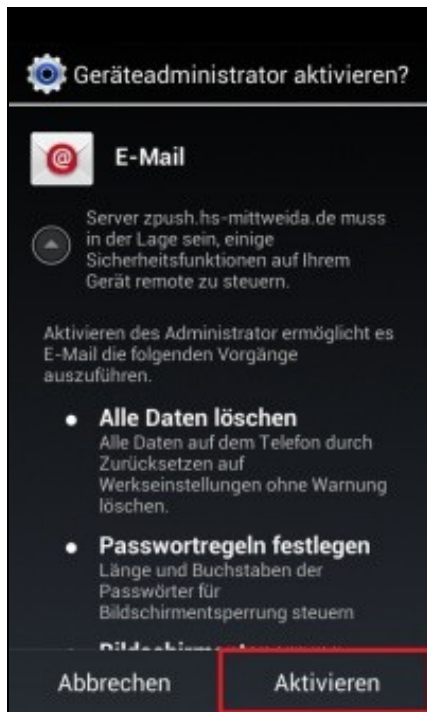 Geräteadministrator aktivieren?
E-Mail
Server zpush.hs-mittweida.de muss
in der Lage sein, einige
Sicherheitsfunktionen auf Ihrem
Gerät remote zu steuern.
Aktivieren des Administrator ermöglicht es
E-Mail die folgenden Vorgänge
auszuführen.
• Alle Daten löschen
Alle Daten auf dem Telefon durch
Zurücksetzen auf
Werkseinstellungen ohne Warnung
löschen.
• Passwortregeln festlegen
Länge und Buchstaben der
Passwörter für
Bildschirmentsperrung steuern
Abbrechen
Aktivieren